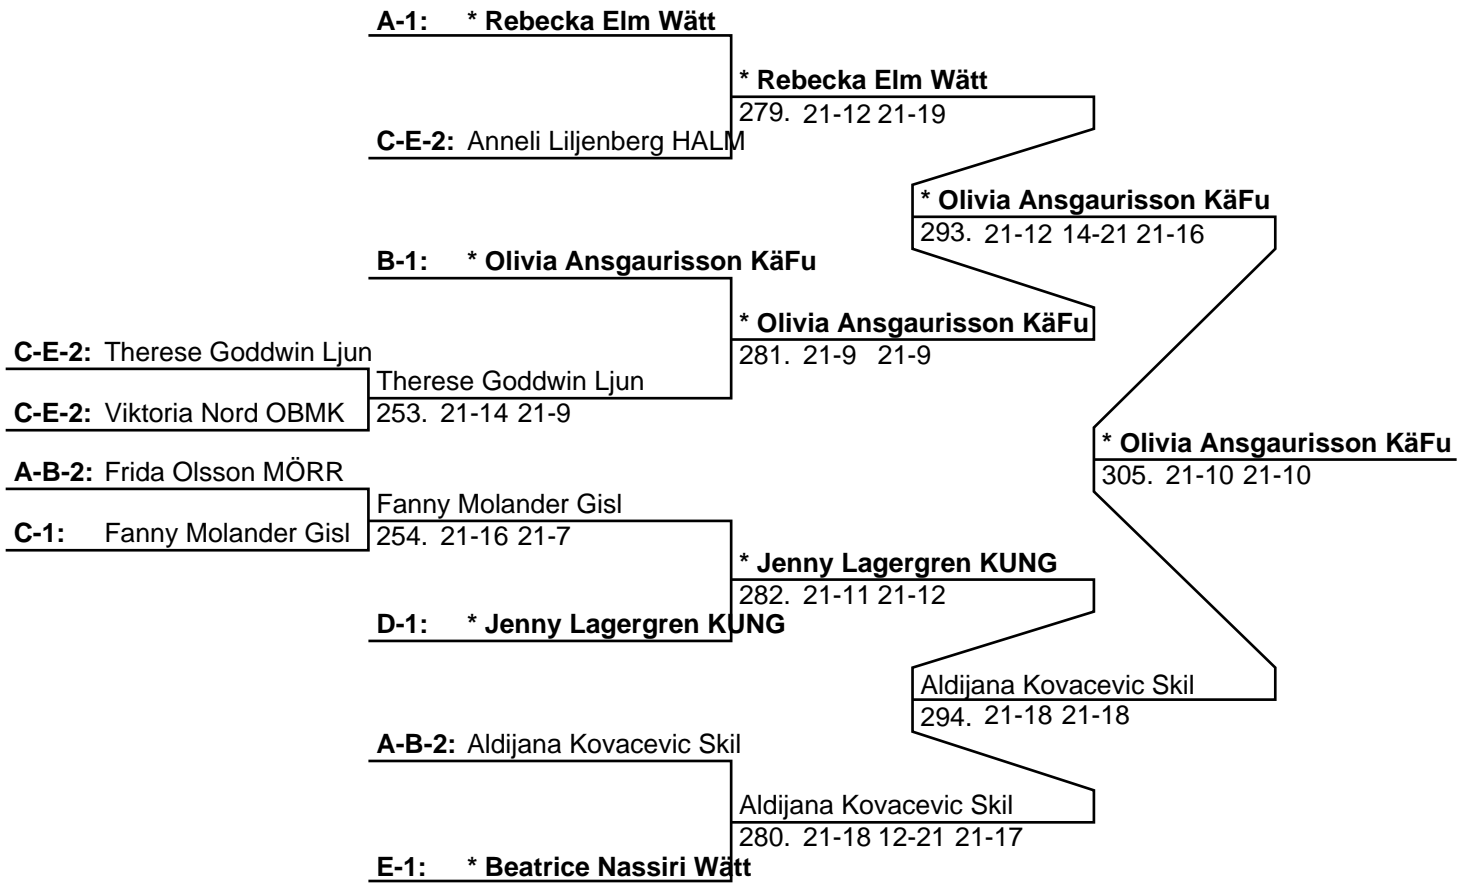 A-1: * Rebecka Elm Wätt
* Rebecka Elm Wätt
279. 21-12 21-19
C-E-2: Anneli Liljenberg HALM
* Olivia Ansgaurisson KäFu
293. 21-12 14-21 21-16
B-1: * Olivia Ansgaurisson KäFu
* Olivia Ansgaurisson KäFu
281. 21-9 21-9
C-E-2: Therese Goddwin Ljun
Therese Goddwin Ljun
253. 21-14 21-9
C-E-2: Viktoria Nord OBMK
* Olivia Ansgaurisson KäFu
305. 21-10 21-10
A-B-2: Frida Olsson MÖRR
Fanny Molander Gisl
254. 21-16 21-7
C-1: Fanny Molander Gisl
* Jenny Lagergren KUNG
282. 21-11 21-12
D-1: * Jenny Lagergren KUNG
Aldijana Kovacevic Skil
294. 21-18 21-18
A-B-2: Aldijana Kovacevic Skil
Aldijana Kovacevic Skil
280. 21-18 12-21 21-17
E-1: * Beatrice Nassiri Wätt